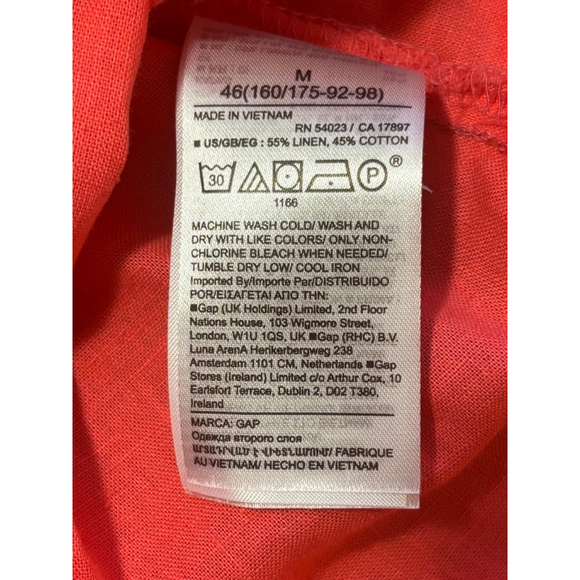 M
46(160/175-92-98)
MADE IN VIETNAM
RN 54023 / CA 17897
■ US/GB/EG : 55% LINEN, 45% COTTON
30 P ®
1166
MACHINE WASH COLD/ WASH AND
DRY WITH LIKE COLORS/ ONLY NON-
CHLORINE BLEACH WHEN NEEDED/
TUMBLE DRY LOW/ COOL IRON
Imported By/Importe Par/DISTRIBUIDO
POR/ΕΙΣΑΓΕΤΑΙ ΑΠΟ ΤΗΝ:
■Gap (UK Holdings) Limited, 2nd Floor
Nations House, 103 Wigmore Street,
London, W1U 1QS, UK ■Gap (RHC) B.V.
Luna ArenA Herikerbergweg 238
Amsterdam 1101 CM, Netherlands ■Gap
Stores (Ireland) Limited c/o Arthur Cox, 10
Earlsfort Terrace, Dublin 2, D02 T380,
Ireland
MARCA: GAP
Одежда второго слоя
ԱՐՏԱԴՐՎԱԾ Է ՎԻԵՏՆԱՄՈՒՄ/ FABRIQUE
AU VIETNAM/ HECHO EN VIETNAM